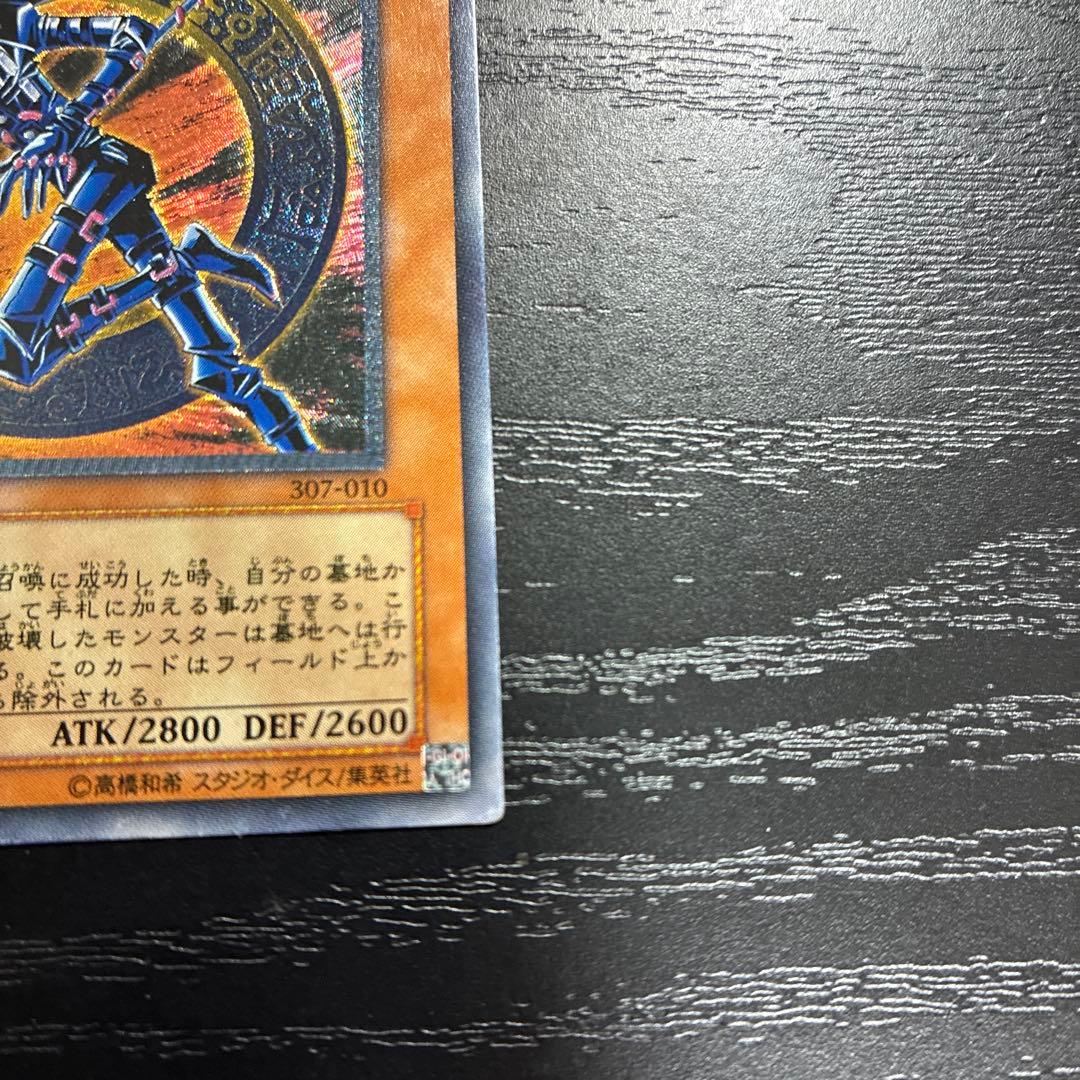 307-010
召喚に成功した時、自分の墓地か
して手札に加える事ができる。こ
破壊したモンスターは墓地へは行
る。このカードはフィールド上か
ら除外される。
ATK/2800 DEF/2600
©高橋和希 スタジオ・ダイス/集英社